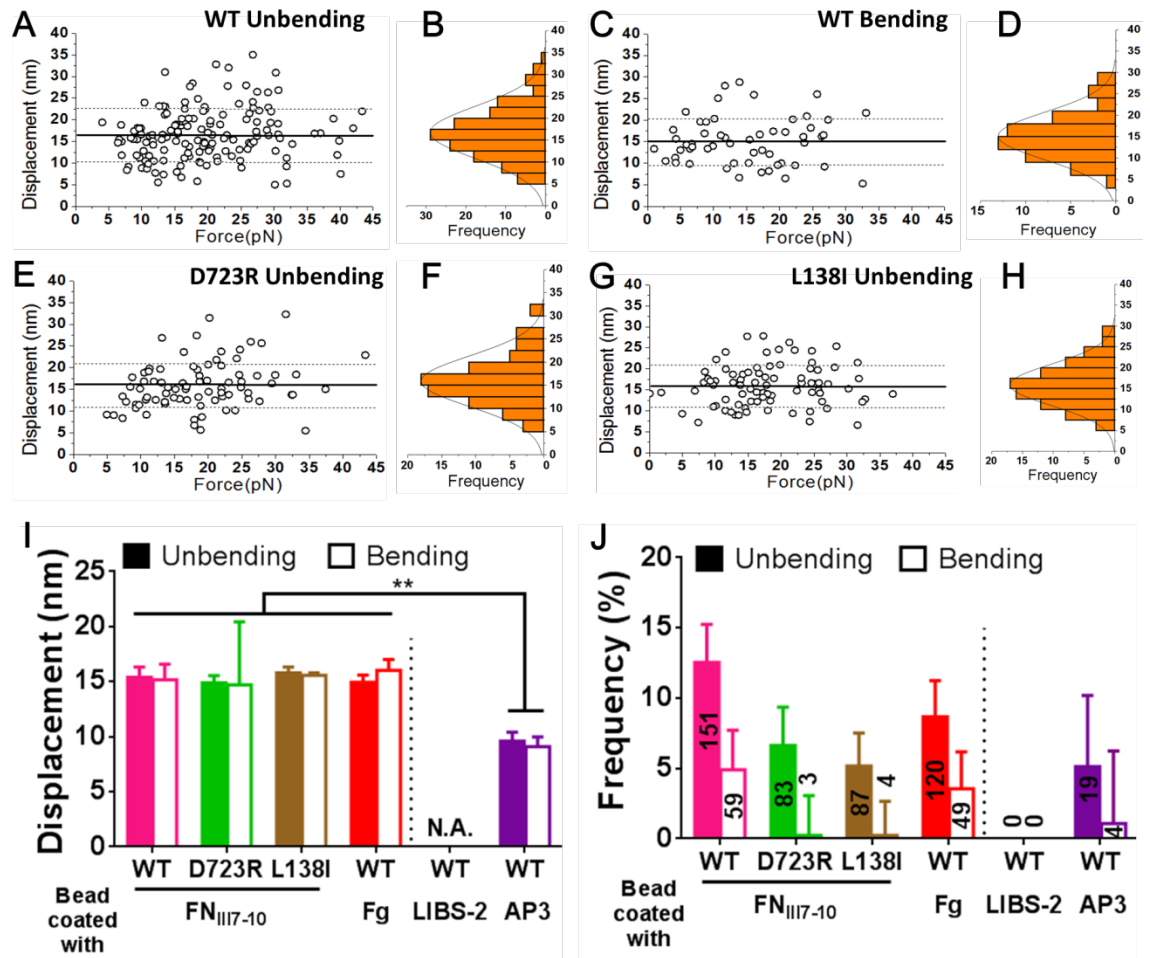 A
WT Unbending
B
C
WT Bending
D
Displacement (nm)
40
35
30
25
20
15
10
5
0
0 5 10 15 20 25 30 35 40 45
Force(pN)
40
30
20
10
0
30 20 10 0
Frequency
Displacement (nm)
40
35
30
25
20
15
10
5
0
0 5 10 15 20 25 30 35 40 45
Force(pN)
40
30
20
10
0
15 10 5 0
Frequency
E
D723R Unbending
F
G
L138I Unbending
H
Displacement (nm)
40
35
30
25
20
15
10
5
0
0 5 10 15 20 25 30 35 40 45
Force(pN)
40
35
30
25
20
15
10
5
0
20 15 10 5 0
Frequency
Displacement (nm)
40
35
30
25
20
15
10
5
0
0 5 10 15 20 25 30 35 40 45
Force(pN)
40
35
30
25
20
15
10
5
0
20 15 10 5 0
Frequency
I
Unbending Bending
**
Displacement (nm)
25
20
15
10
5
0
N.A.
WT D723R L138I WT WT WT
Bead coated with
FNIII7-10 Fg LIBS-2 AP3
J
Unbending Bending
Frequency (%)
20
15
10
5
0
151 59 83 3 87 4 120 49 0 0 19 4
WT D723R L138I WT WT WT
Bead coated with
FNIII7-10 Fg LIBS-2 AP3